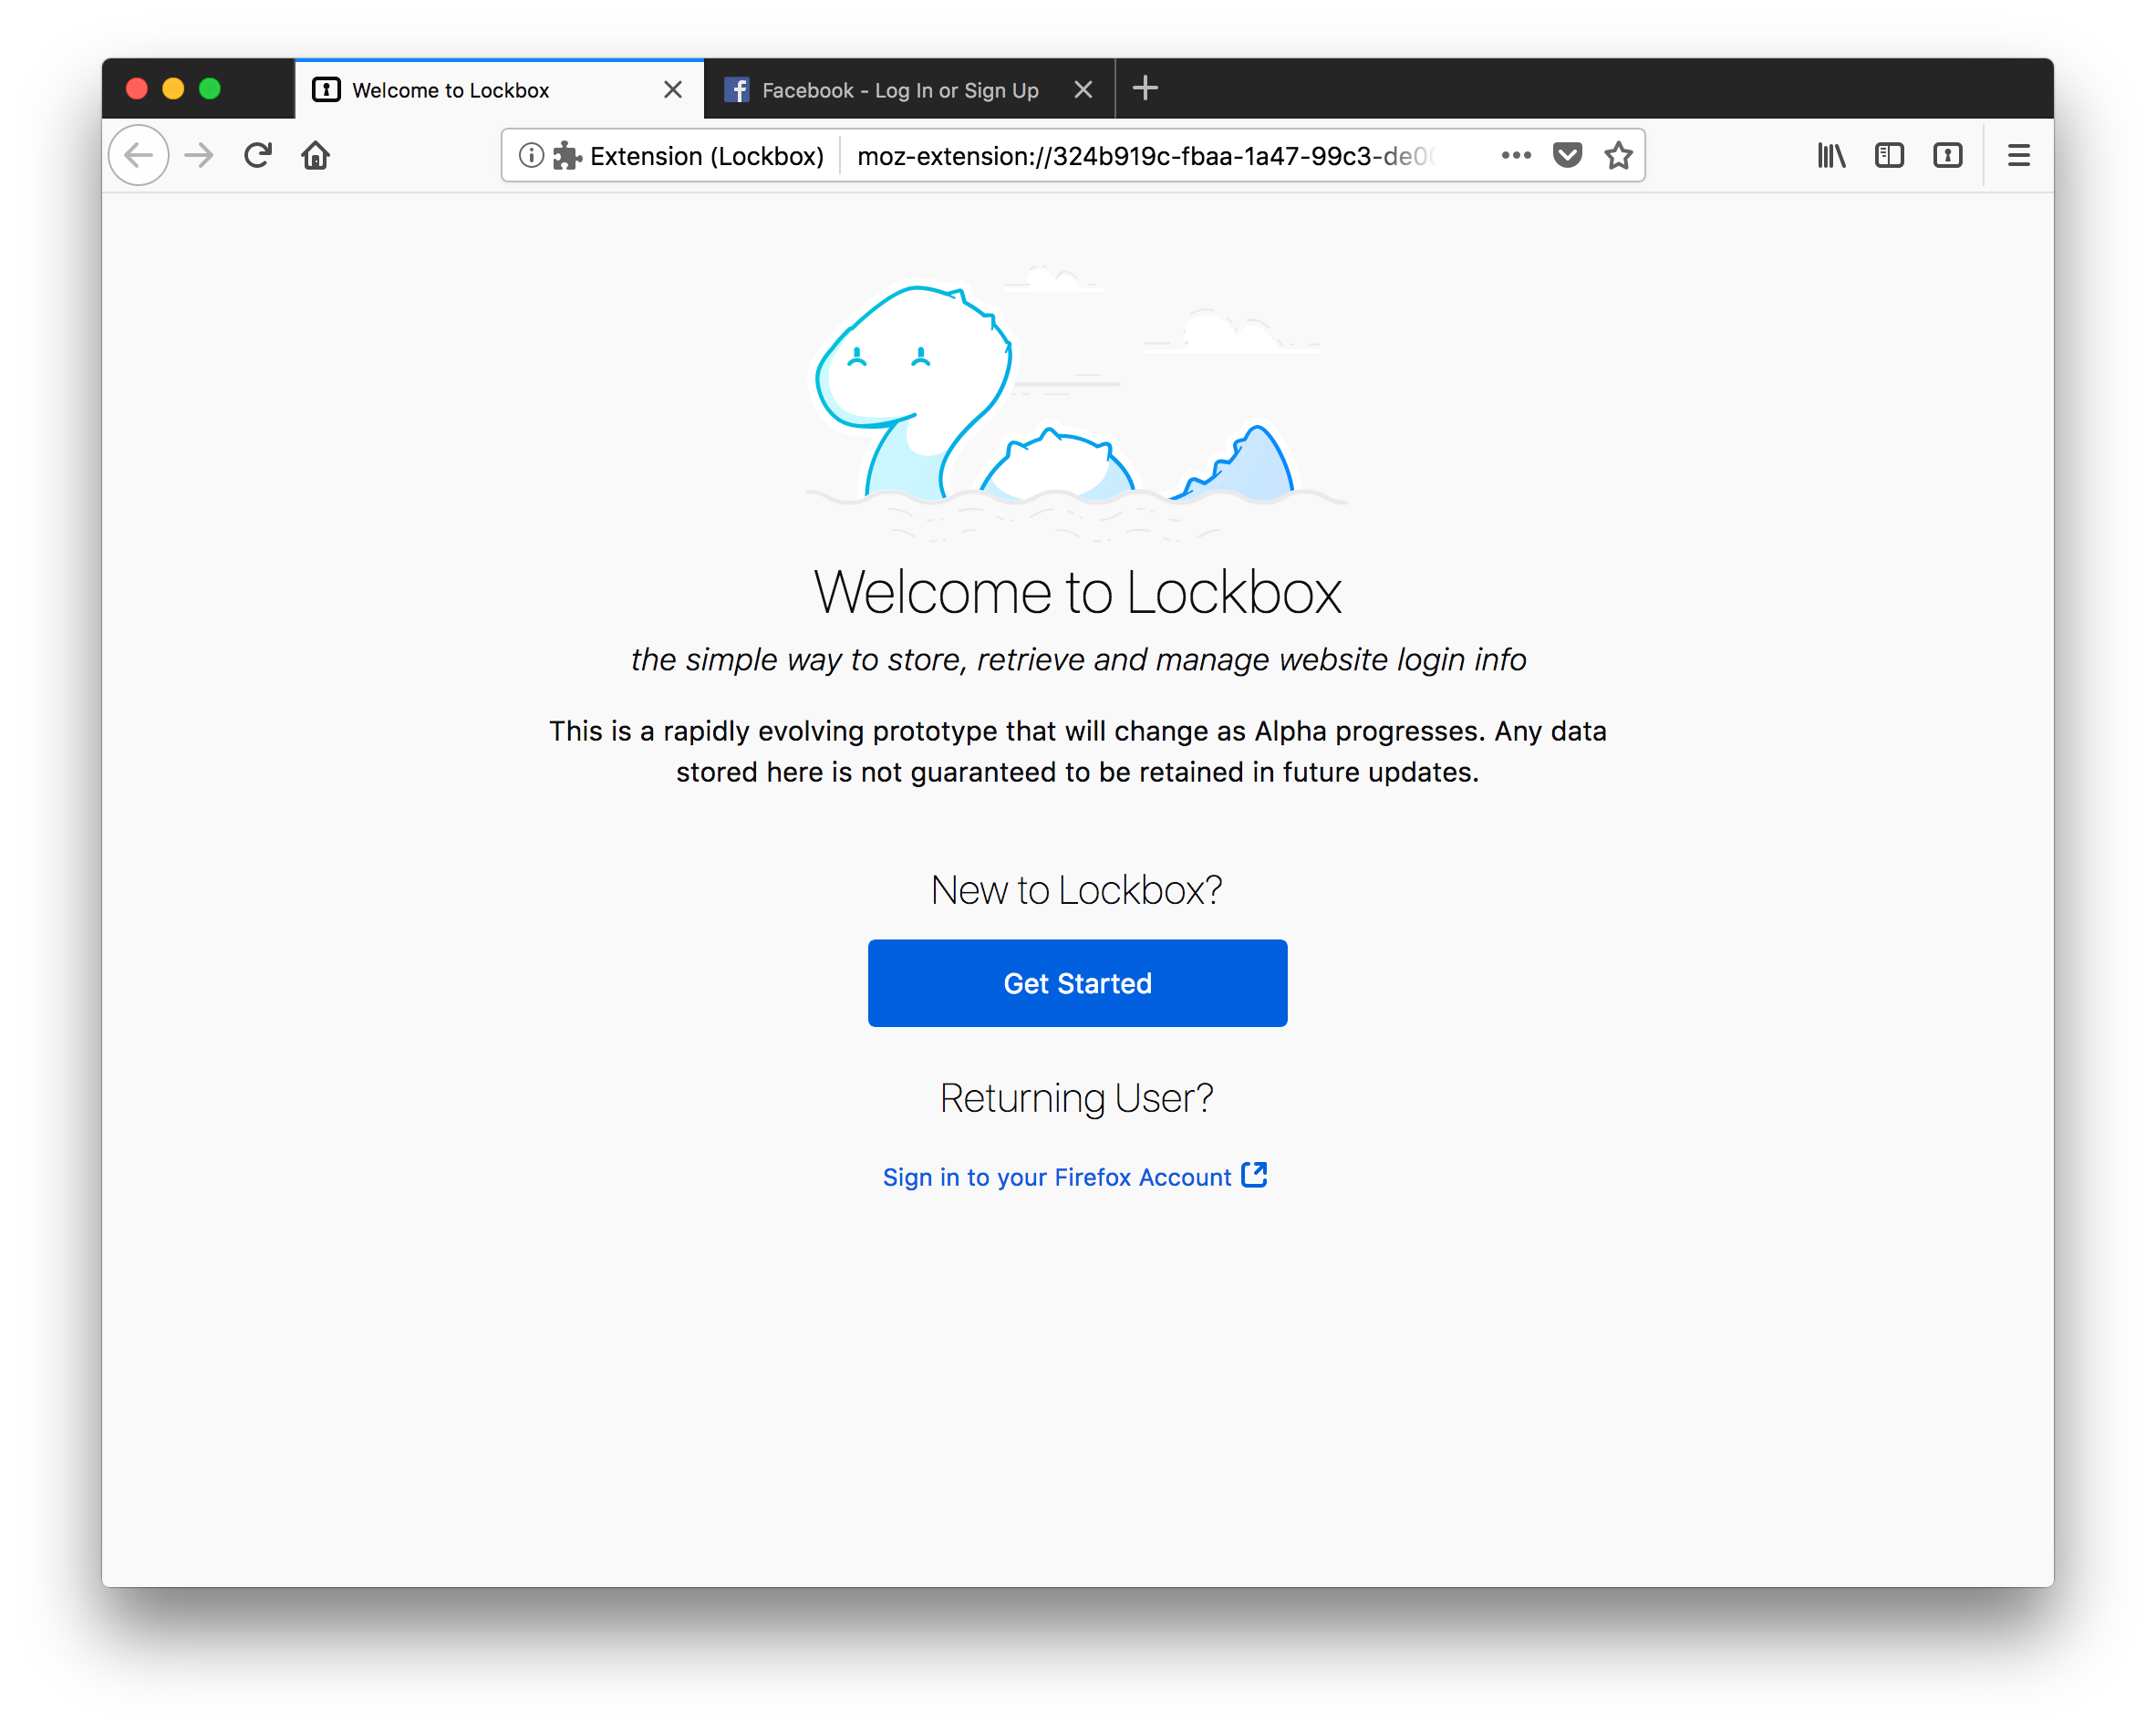 Welcome to Lockbox
Facebook - Log In or Sign Up
Extension (Lockbox) moz-extension://324b919c-fbaa-1a47-99c3-de0
Welcome to Lockbox
the simple way to store, retrieve and manage website login info
This is a rapidly evolving prototype that will change as Alpha progresses. Any data
stored here is not guaranteed to be retained in future updates.
New to Lockbox?
Get Started
Returning User?
Sign in to your Firefox Account